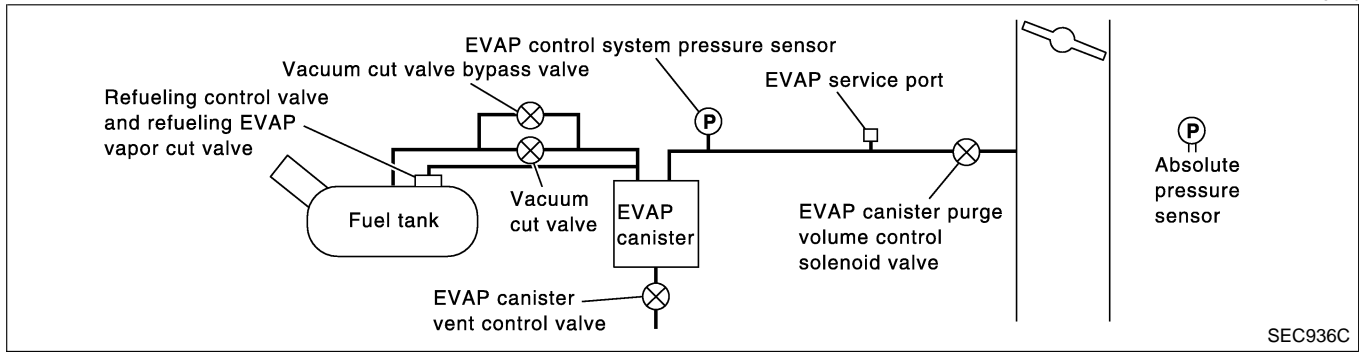 EVAP control system pressure sensor
Vacuum cut valve bypass valve
EVAP service port
Refueling control valve
and refueling EVAP
vapor cut valve
P
P
Absolute
pressure
sensor
Vacuum
cut valve
Fuel tank
EVAP
canister
EVAP canister purge
volume control
solenoid valve
EVAP canister
vent control valve
SEC936C